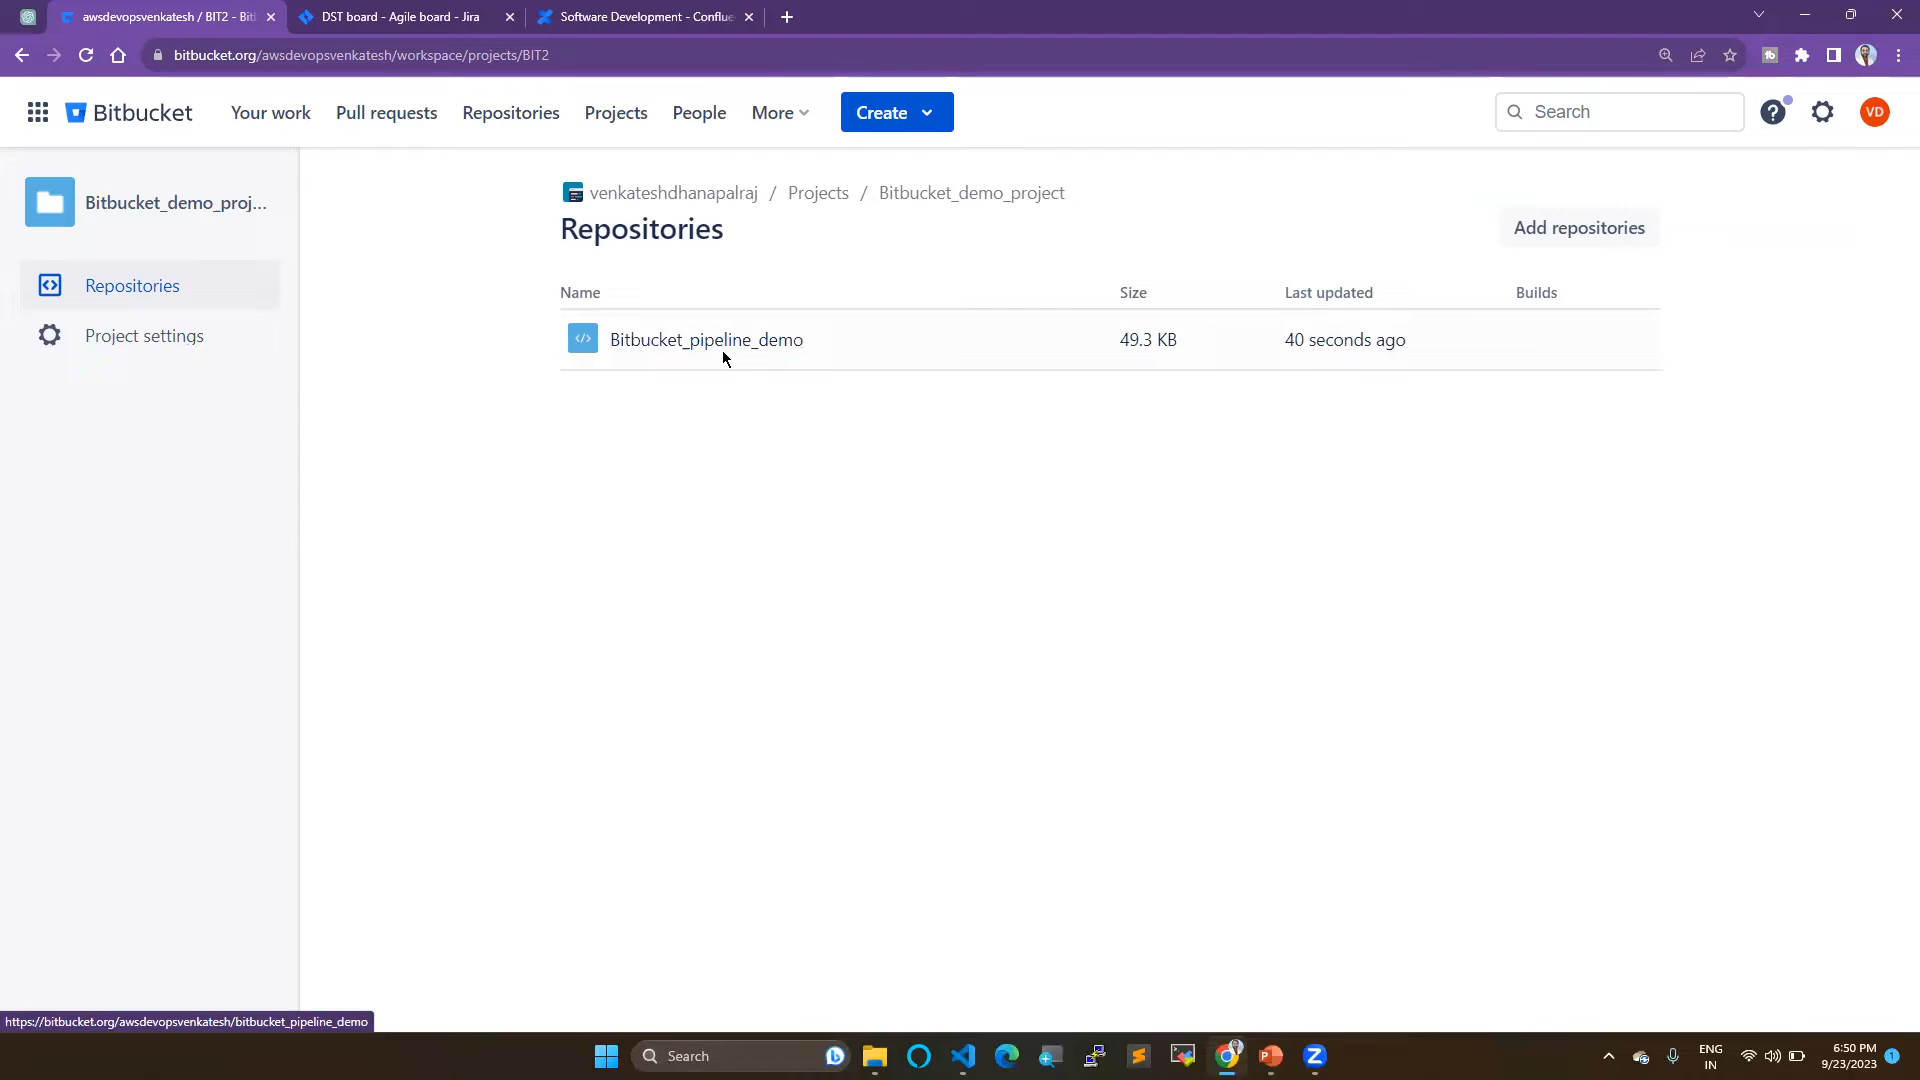 awsdevopsvenkatesh / BIT2 - Bit
DST board - Agile board - Jira
Software Development - Conflue
bitbucket.org/awsdevopsvenkatesh/workspace/projects/BIT2
Bitbucket
Your work
Pull requests
Repositories
Projects
People
More
Create
Search
VD
Bitbucket_demo_proj...
Repositories
Project settings
venkateshdhanapalraj / Projects / Bitbucket_demo_project
Repositories
Add repositories
Name Size Last updated Builds
Bitbucket_pipeline_demo 49.3 KB 40 seconds ago
https://bitbucket.org/awsdevopsvenkatesh/bitbucket_pipeline_demo
Search
ENG
IN
6:50 PM
9/23/2023
1